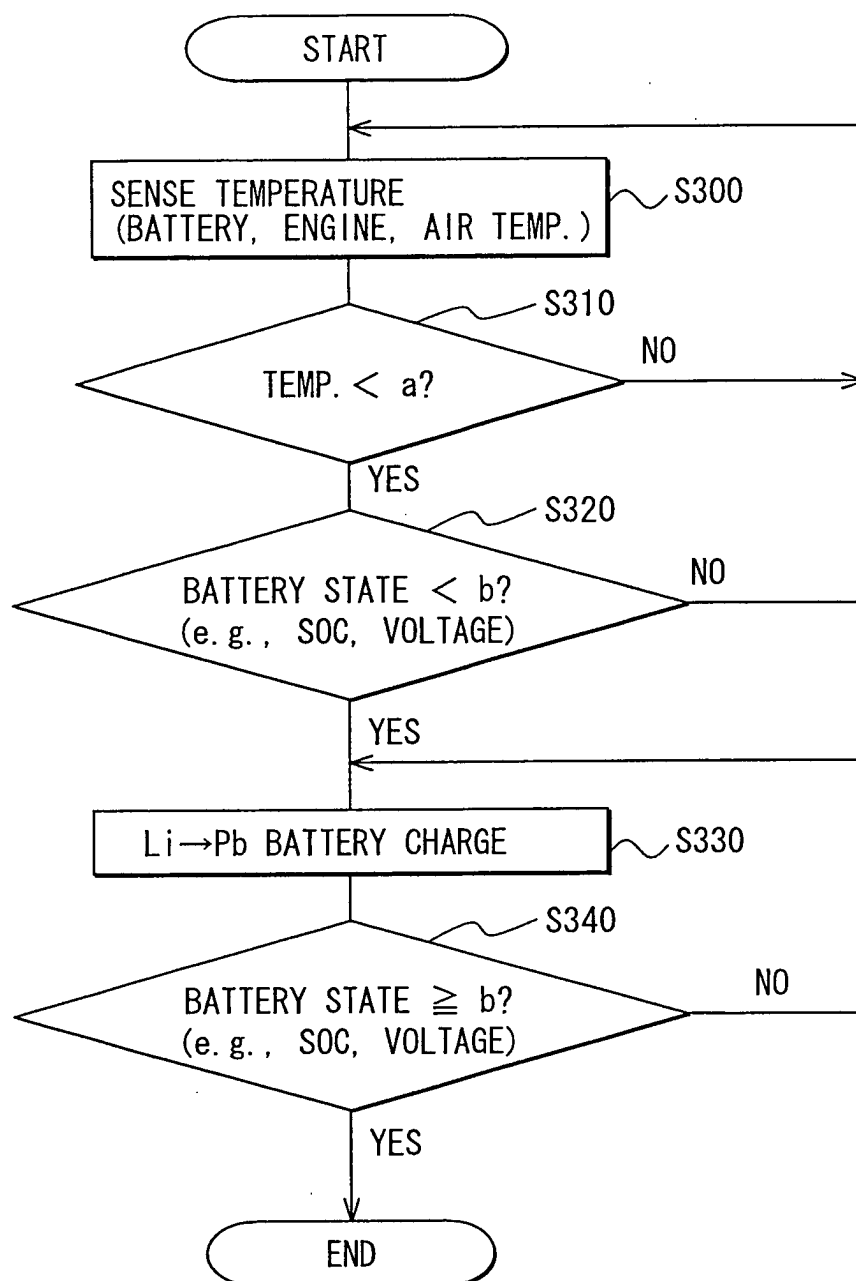 START
SENSE TEMPERATURE
(BATTERY, ENGINE, AIR TEMP.)
S300
S310
TEMP. < a?
NO
YES
S320
BATTERY STATE < b?
(e.g., SOC, VOLTAGE)
NO
YES
Li→Pb BATTERY CHARGE
S330
S340
BATTERY STATE ≧ b?
(e.g., SOC, VOLTAGE)
NO
YES
END